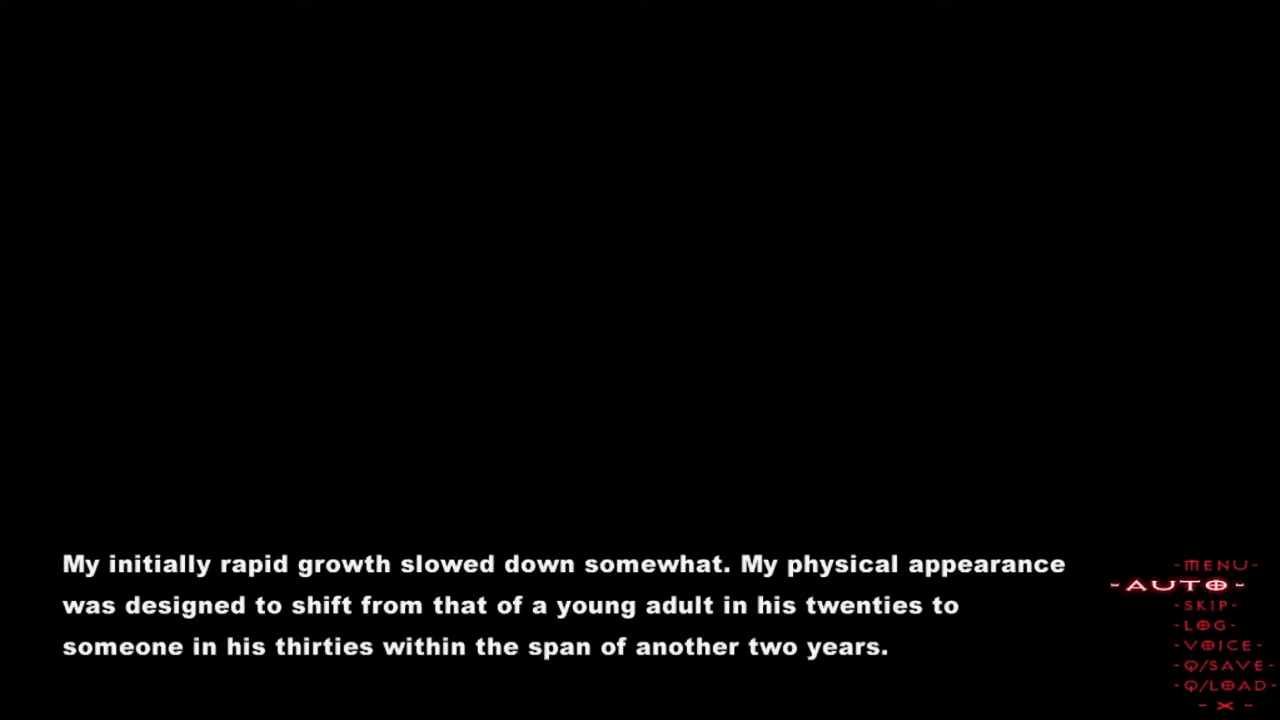 My initially rapid growth slowed down somewhat. My physical appearance
was designed to shift from that of a young adult in his twenties to
someone in his thirties within the span of another two years.
-MENU-
-AUTO-
-SKIP-
-LOG-
-VOICE-
-Q/SAVE-
-Q/LOAD-
-X-